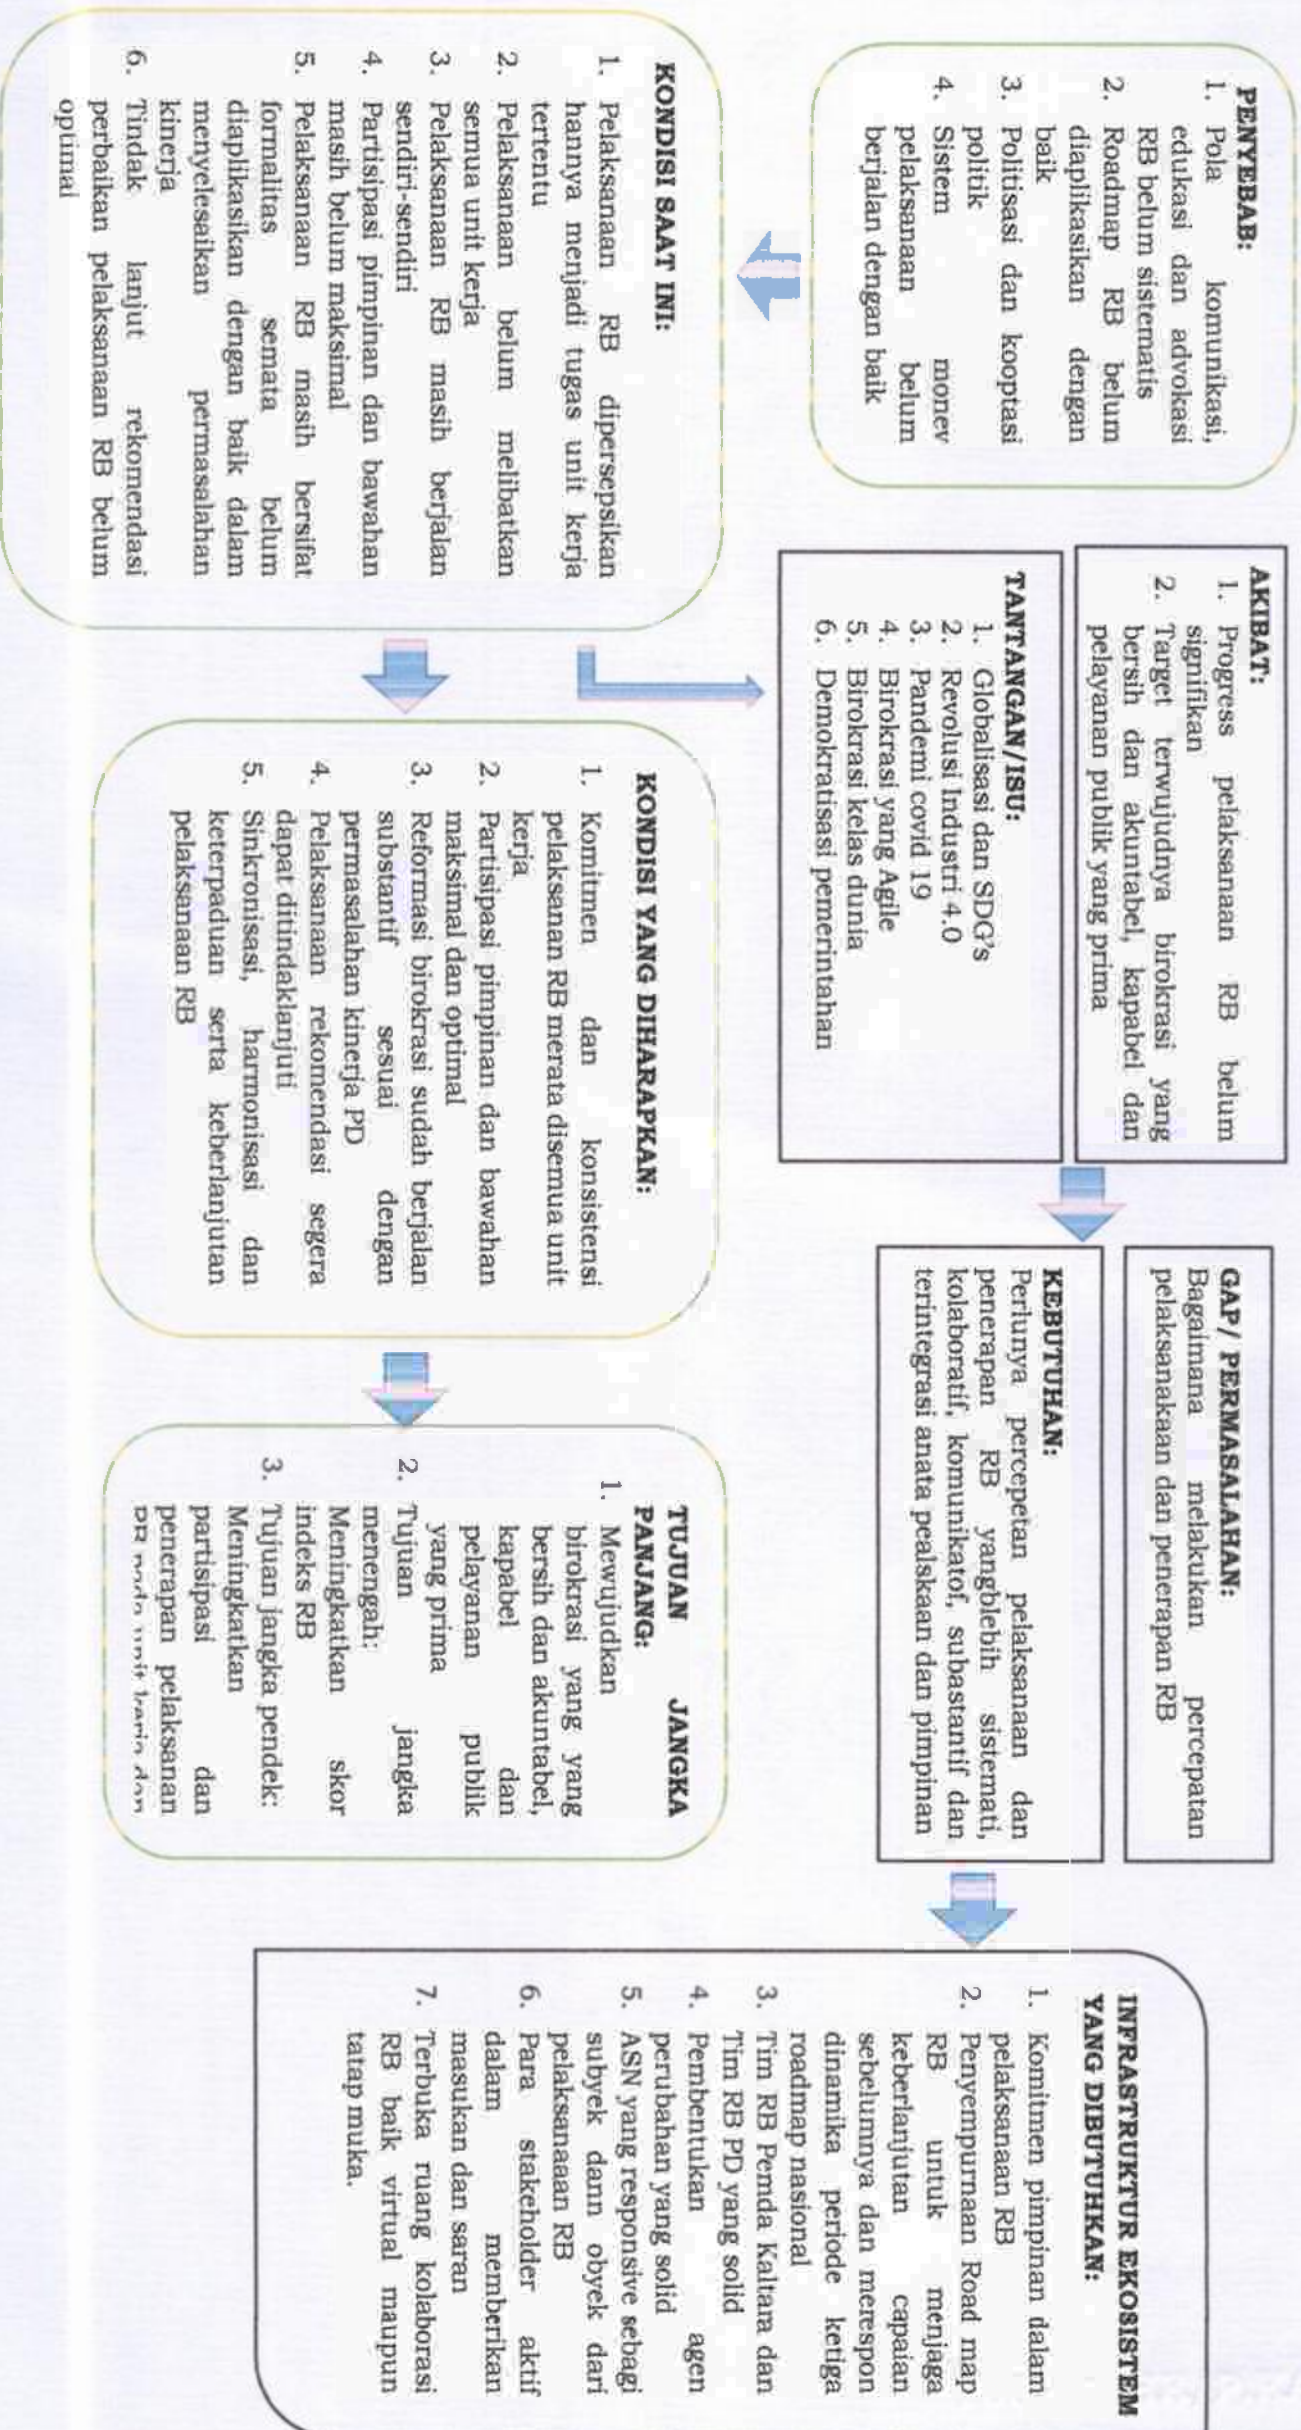 PENYEBAB:
1. Pola komunikasi,
edukasi dan advokasi
RB belum sistematis
2. Roadmap RB belum
diaplikasikan dengan
baik
3. Politisasi dan kooptasi
politik
4. Sistem monev
pelaksanaan belum
berjalan dengan baik
AKIBAT:
1. Progress pelaksanaan RB belum
signifikan
2. Target terwujudnya birokrasi yang
bersih dan akuntabel, kapabel dan
pelayanan publik yang prima
TANTANGAN/ISU:
1. Globalisasi dan SDG's
2. Revolusi Industri 4.0
3. Pandemi covid 19
4. Birokrasi yang Agile
5. Birokrasi kelas dunia
6. Demokratisasi pemerintahan
GAP/ PERMASALAHAN:
Bagaimana melakukan percepatan
pelaksanakaan dan penerapan RB
KEBUTUHAN:
Perlunya percepetan pelaksanaan dan
penerapan RB yangblebih sistemati,
kolaboratif, komunikatof, subastantif dan
terintegrasi anata pealskaan dan pimpinan
INFRASTRUKTUR EKOSISTEM
YANG DIBUTUHKAN:
1. Komitmen pimpinan dalam
pelaksanaan RB
2. Penyempurnaan Road map
RB untuk menjaga
keberlanjutan capaian
sebelumnya dan merespon
dinamika periode ketiga
roadmap nasional
3. Tim RB Pemda Kaltara dan
Tim RB PD yang solid
4. Pembentukan agen
perubahan yang solid
5. ASN yang responsive sebagi
subyek dann obyek dari
pelaksanaaan RB
6. Para stakeholder aktif
dalam memberikan
masukan dan saran
7. Terbuka ruang kolaborasi
RB baik virtual maupun
tatap muka.
KONDISI SAAT INI:
1. Pelaksanaan RB dipersepsikan
hannya menjadi tugas unit kerja
tertentu
2. Pelaksanaan belum melibatkan
semua unit kerja
3. Pelaksanaan RB masih berjalan
sendiri-sendiri
4. Partisipasi pimpinan dan bawahan
masih belum maksimal
5. Pelaksanaan RB masih bersifat
formalitas semata belum
diaplikasikan dengan baik dalam
menyelesaikan permasalahan
kinerja
6. Tindak lanjut rekomendasi
perbaikan pelaksanaan RB belum
optimal
KONDISI YANG DIHARAPKAN:
1. Komitmen dan konsistensi
pelaksanan RB merata disemua unit
kerja
2. Partisipasi pimpinan dan bawahan
maksimal dan optimal
3. Reformasi birokrasi sudah berjalan
substantif sesuai dengan
permasalahan kinerja PD
4. Pelaksanaan rekomendasi segera
dapat ditindaklanjuti
5. Sinkronisasi, harmonisasi dan
keterpaduan serta keberlanjutan
pelaksanaan RB
TUJUAN JANGKA
PANJANG:
1. Mewujudkan
birokrasi yang yang
bersih dan akuntabel,
kapabel dan
pelayanan publik
yang prima
2. Tujuan jangka
menengah:
Meningkatkan skor
indeks RB
3. Tujuan jangka pendek:
Meningkatkan
partisipasi dan
penerapan pelaksanan
RB pada unit kerja dan